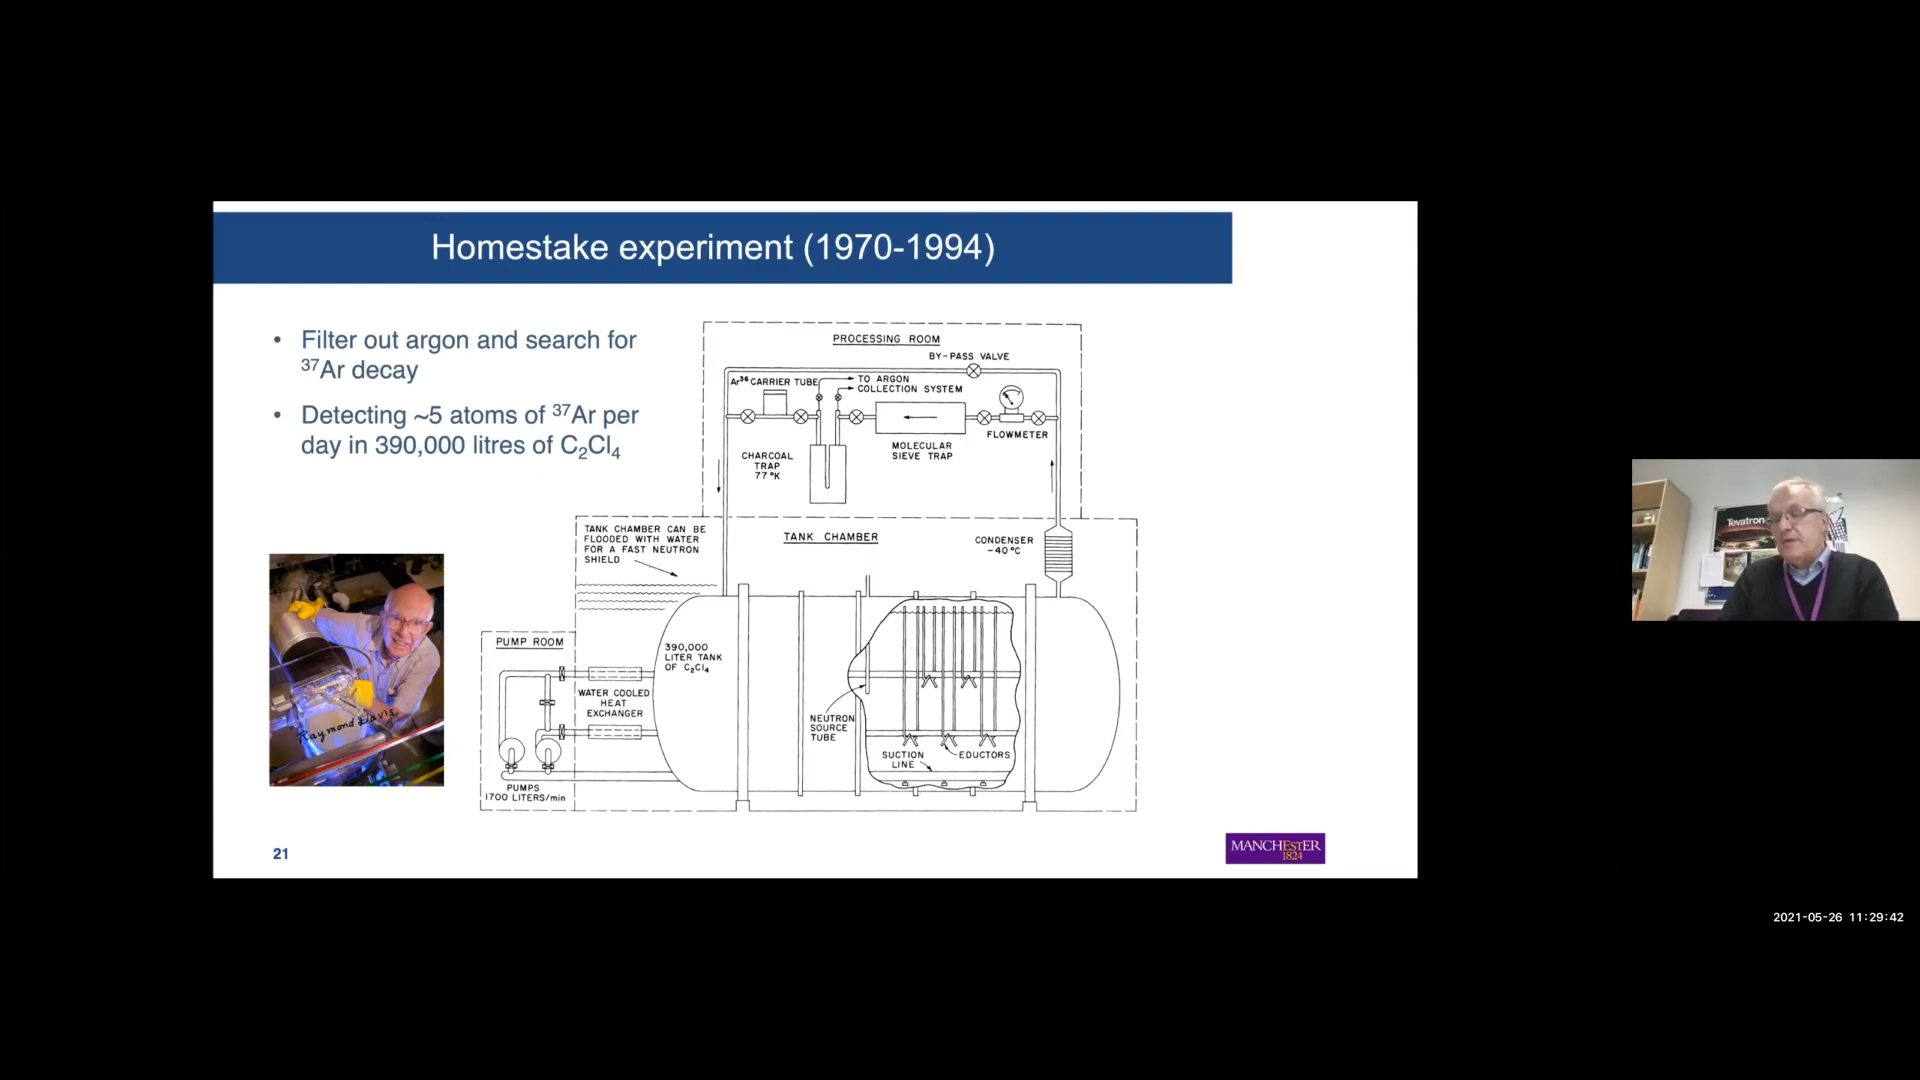 Homestake experiment (1970-1994)
• Filter out argon and search for
³⁷Ar decay
• Detecting ~5 atoms of ³⁷Ar per
day in 390,000 litres of C₂Cl₄
PROCESSING ROOM
BY-PASS VALVE
Ar³⁶ CARRIER TUBE
TO ARGON
COLLECTION SYSTEM
FLOWMETER
MOLECULAR
SIEVE TRAP
CHARCOAL
TRAP
77°K
TANK CHAMBER CAN BE
FLOODED WITH WATER
FOR A FAST NEUTRON
SHIELD
TANK CHAMBER
CONDENSER
-40°C
PUMP ROOM
390,000
LITER TANK
OF C₂Cl₄
WATER COOLED
HEAT
EXCHANGER
NEUTRON
SOURCE
TUBE
SUCTION
LINE
EDUCTORS
PUMPS
1700 LITERS/min
Raymond Davis
21
MANCHEstER
1824
Tevatron
2021-05-26 11:29:42